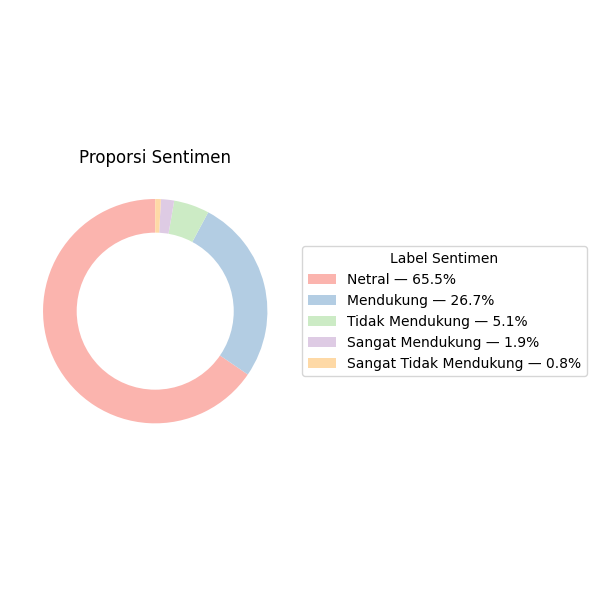 Proporsi Sentimen
Label Sentimen
Netral — 65.5%
Mendukung — 26.7%
Tidak Mendukung — 5.1%
Sangat Mendukung — 1.9%
Sangat Tidak Mendukung — 0.8%